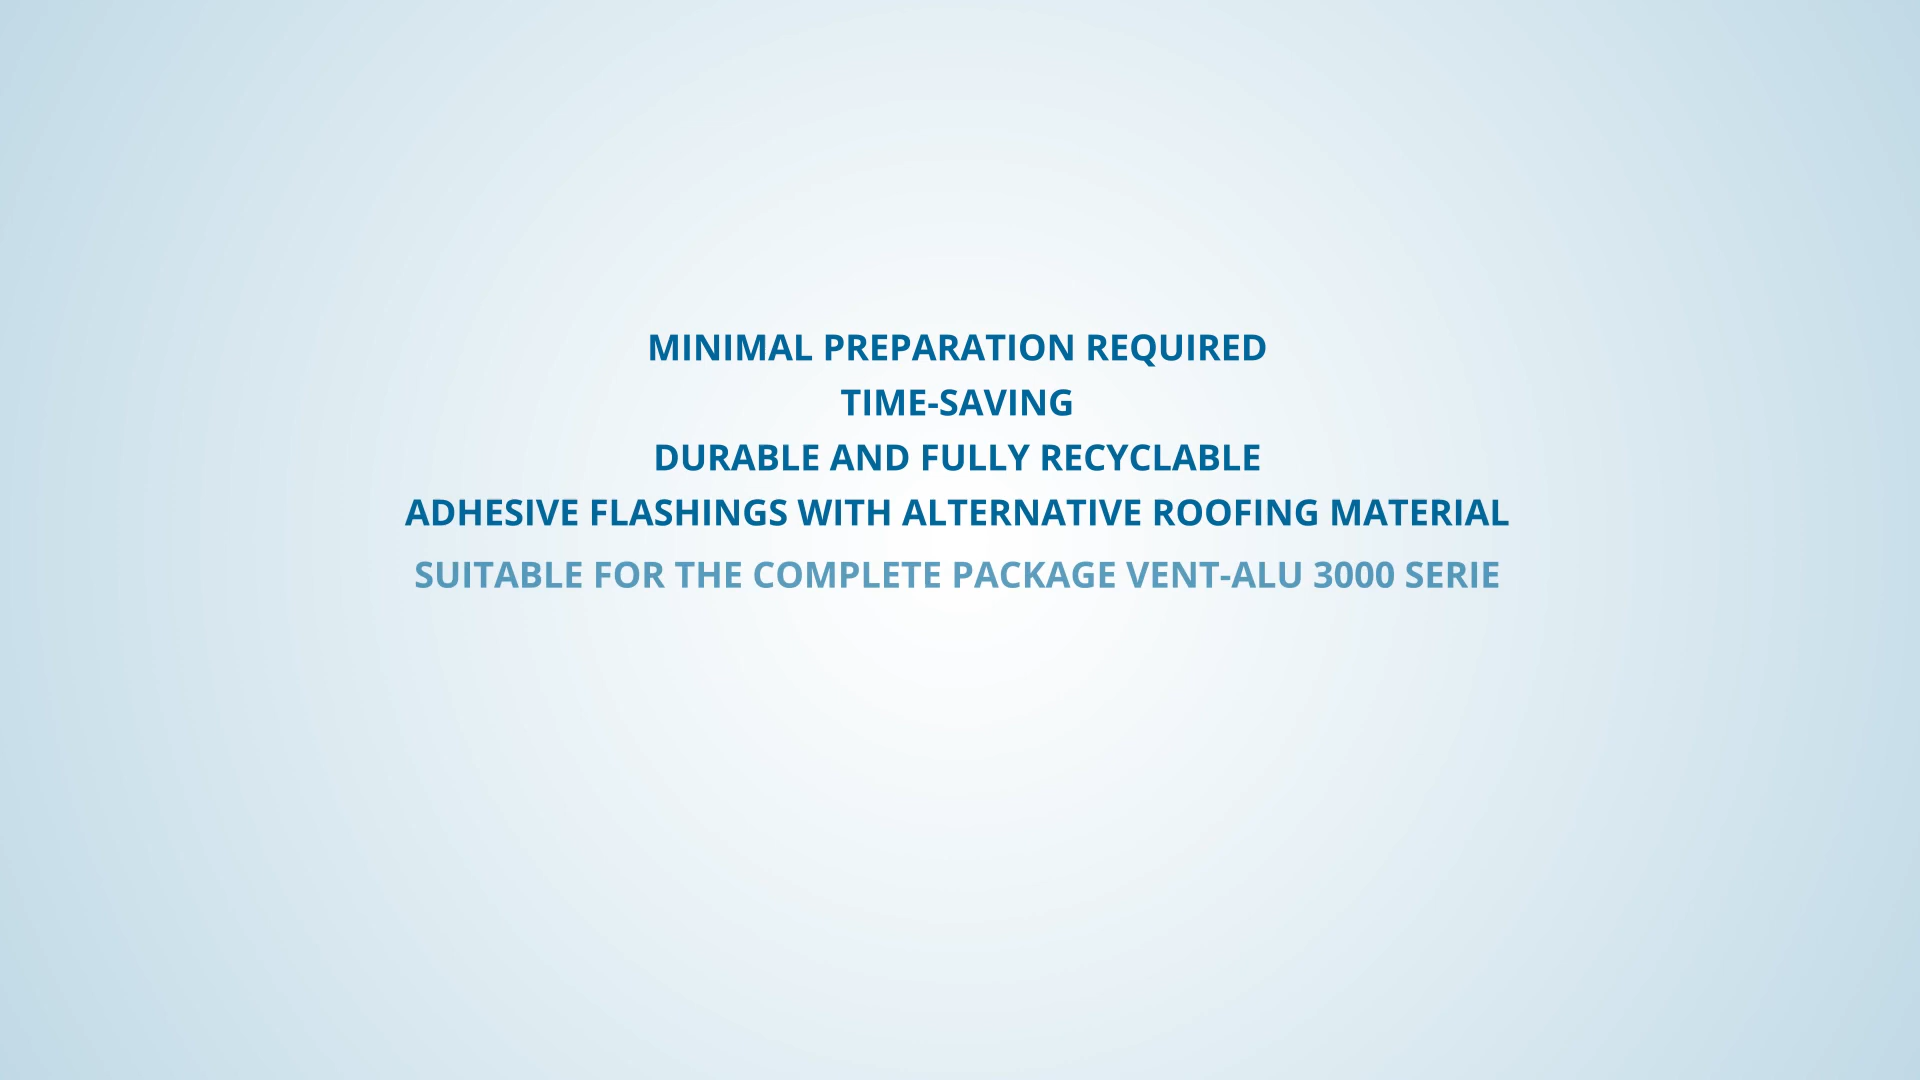 MINIMAL PREPARATION REQUIRED
TIME-SAVING
DURABLE AND FULLY RECYCLABLE
ADHESIVE FLASHINGS WITH ALTERNATIVE ROOFING MATERIAL
SUITABLE FOR THE COMPLETE PACKAGE VENT-ALU 3000 SERIE